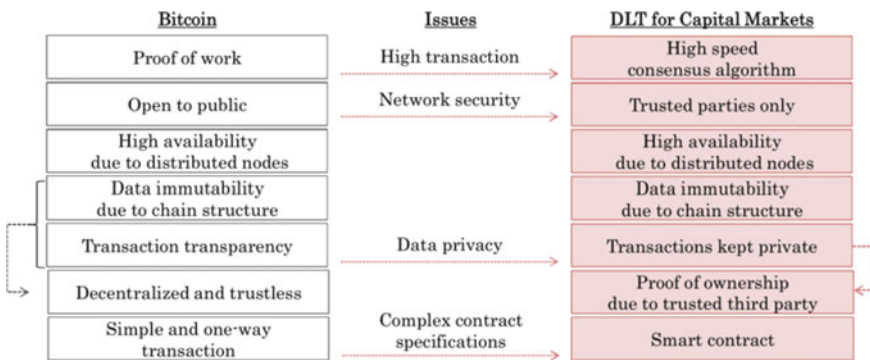 Bitcoin
Issues
DLT for Capital Markets
Proof of work
High transaction
High speed
consensus algorithm
Open to public
Network security
Trusted parties only
High availability
due to distributed nodes
High availability
due to distributed nodes
Data immutability
due to chain structure
Data immutability
due to chain structure
Transaction transparency
Data privacy
Transactions kept private
Decentralized and trustless
Proof of ownership
due to trusted third party
Simple and one-way
transaction
Complex contract
specifications
Smart contract